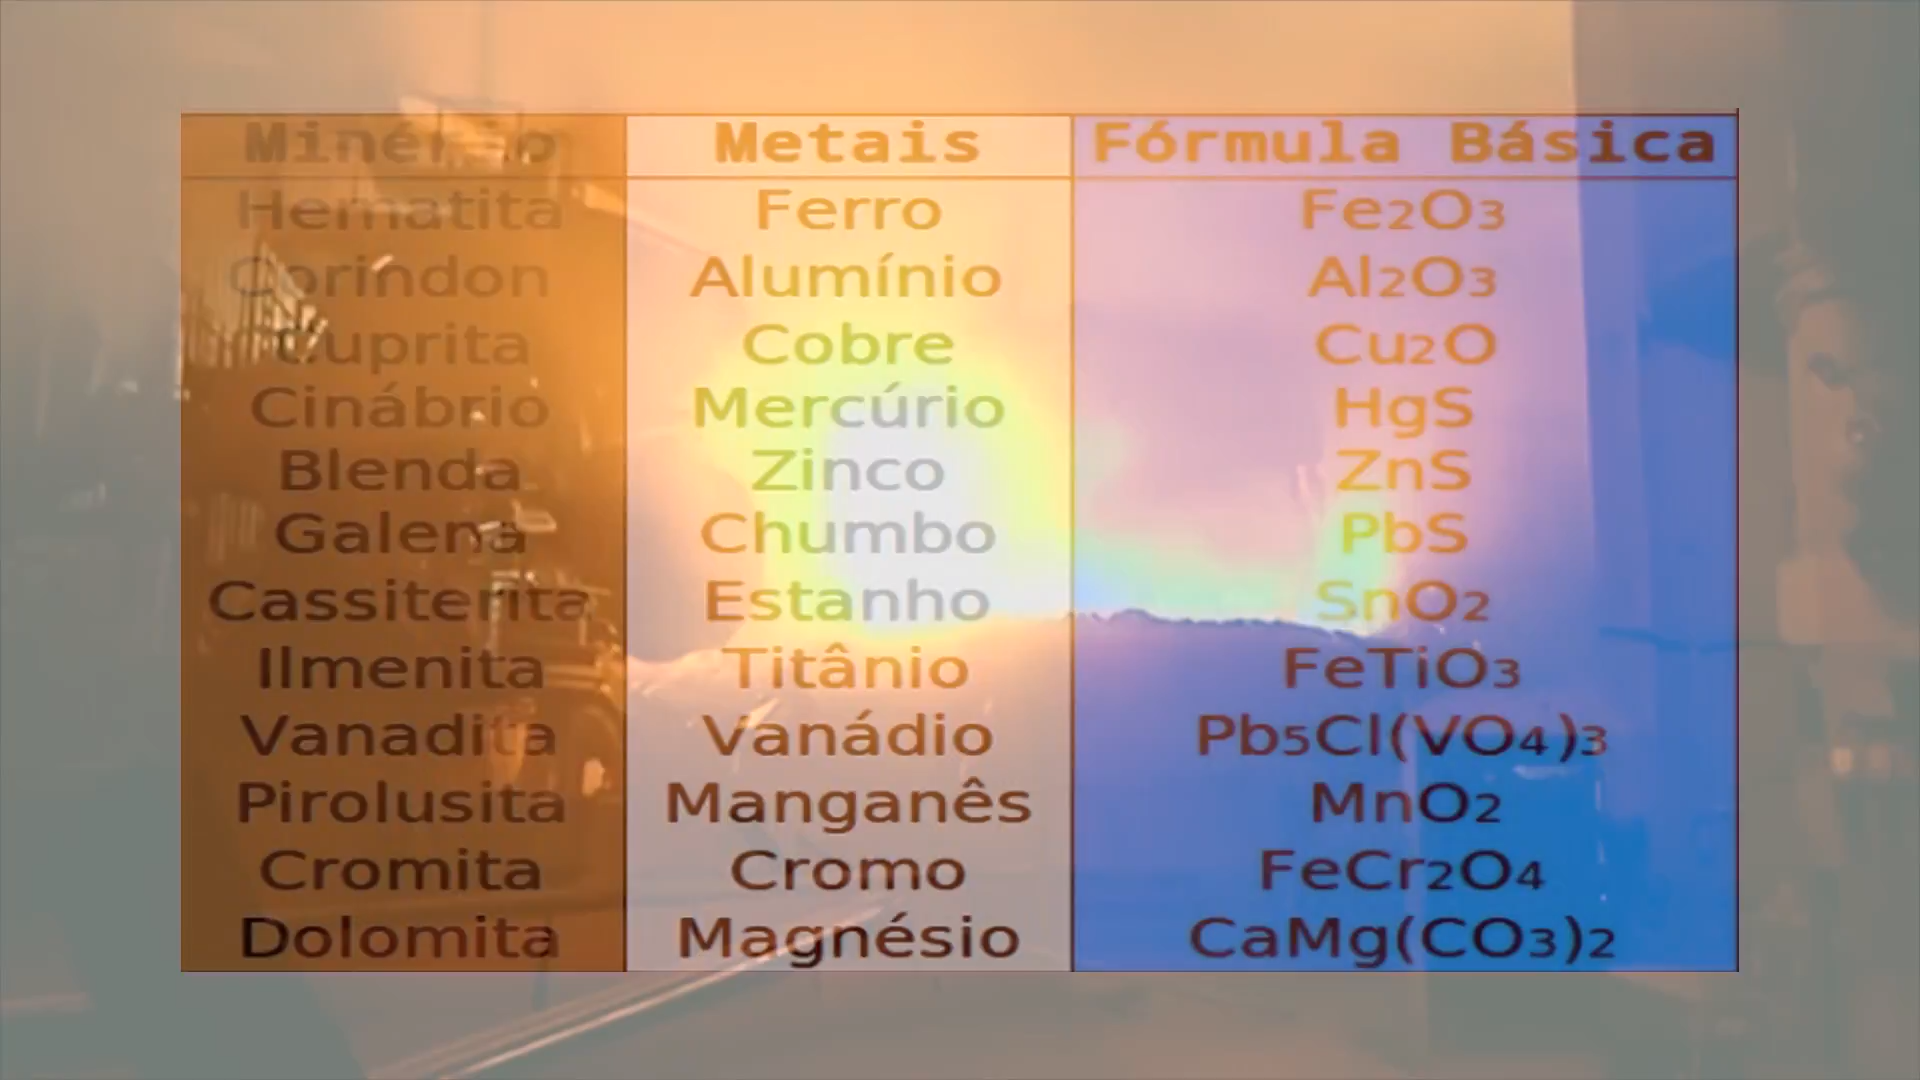 Minério Metais Fórmula Básica
Hematita Ferro Fe₂O₃
Corindon Alumínio Al₂O₃
Cuprita Cobre Cu₂O
Cinábrio Mercúrio HgS
Blenda Zinco ZnS
Galena Chumbo PbS
Cassiterita Estanho SnO₂
Ilmenita Titânio FeTiO₃
Vanadita Vanádio Pb₅Cl(VO₄)₃
Pirolusita Manganês MnO₂
Cromita Cromo FeCr₂O₄
Dolomita Magnésio CaMg(CO₃)₂